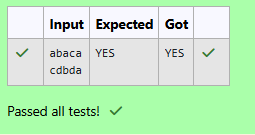 Input Expected Got
abaca YES YES
cdbda
Passed all tests!